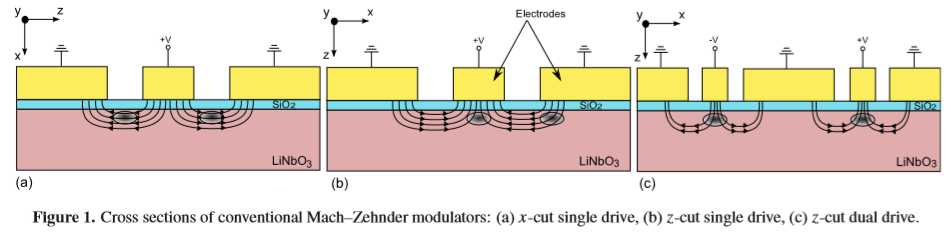 y z x +V SiO2 LiNbO3 (a)
y x z +V Electrodes SiO2 LiNbO3 (b)
y x z -V +V SiO2 LiNbO3 (c)
Figure 1. Cross sections of conventional Mach–Zehnder modulators: (a) x-cut single drive, (b) z-cut single drive, (c) z-cut dual drive.